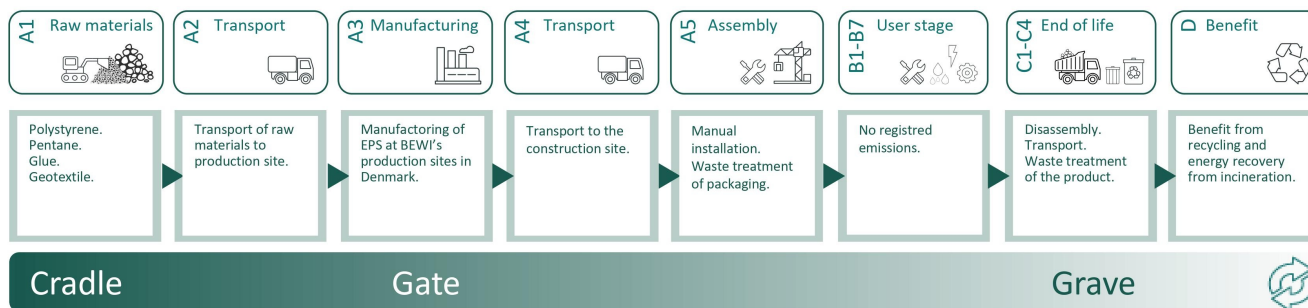 A1 Raw materials
A2 Transport
A3 Manufacturing
A4 Transport
A5 Assembly
B1-B7 User stage
C1-C4 End of life
D Benefit
Polystyrene.
Pentane.
Glue.
Geotextile.
Transport of raw
materials to
production site.
Manufactoring of
EPS at BEWI's
production sites in
Denmark.
Transport to the
construction site.
Manual
installation.
Waste treatment
of packaging.
No registred
emissions.
Disassembly.
Transport.
Waste treatment
of the product.
Benefit from
recycling and
energy recovery
from incineration.
Cradle
Gate
Grave